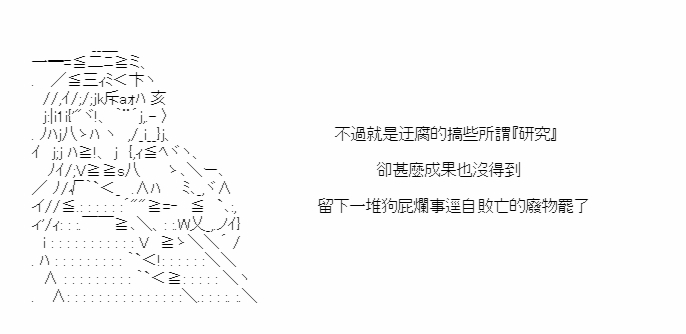 不過就是迂腐的搞些所謂『研究』
卻甚麼成果也沒得到
留下一堆狗屁爛事逕自敗亡的廢物罷了